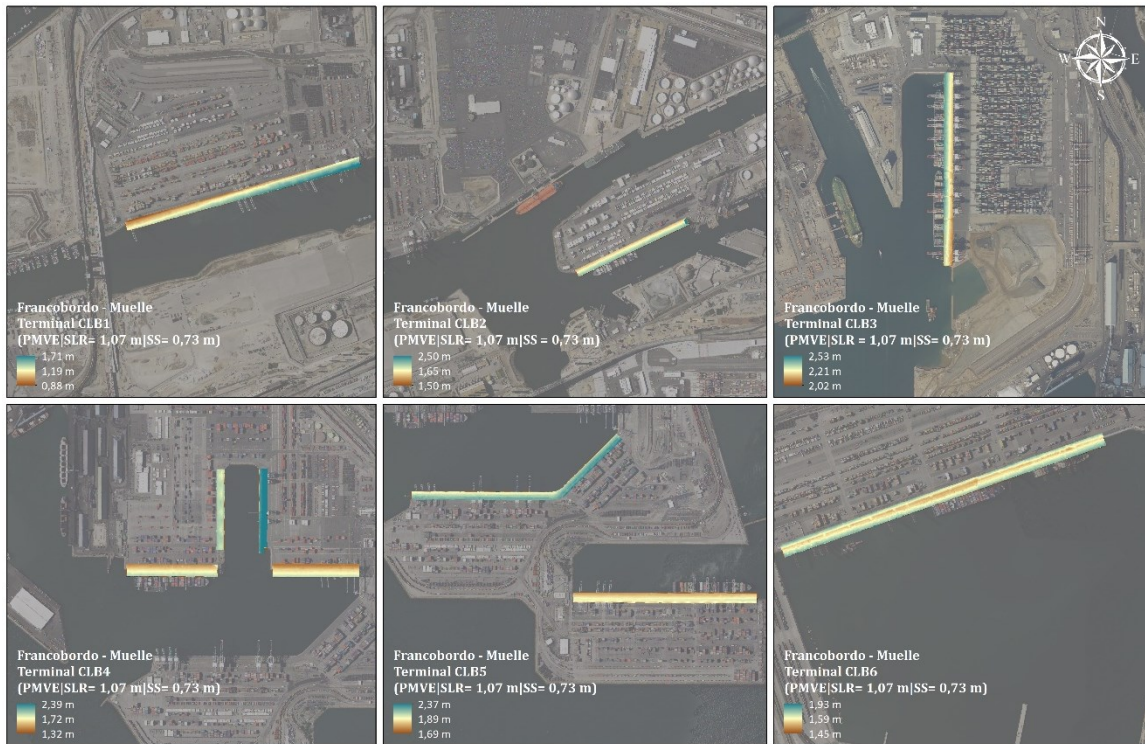 N
W E
S
Francobordo - Muelle
Terminal CLB1
(PMVE|SLR= 1,07 m|SS= 0,73 m)
1,71 m
1,19 m
0,88 m
Francobordo - Muelle
Terminal CLB2
(PMVE|SLR= 1,07 m|SS= 0,73 m)
2,50 m
1,65 m
1,50 m
Francobordo - Muelle
Terminal CLB3
(PMVE|SLR = 1,07 m|SS= 0,73 m)
2,53 m
2,21 m
2,02 m
Francobordo - Muelle
Terminal CLB4
(PMVE|SLR= 1,07 m|SS= 0,73 m)
2,39 m
1,72 m
1,32 m
Francobordo - Muelle
Terminal CLB5
(PMVE|SLR= 1,07 m|SS= 0,73 m)
2,37 m
1,89 m
1,69 m
Francobordo - Muelle
Terminal CLB6
(PMVE|SLR= 1,07 m|SS= 0,73 m)
1,93 m
1,59 m
1,45 m